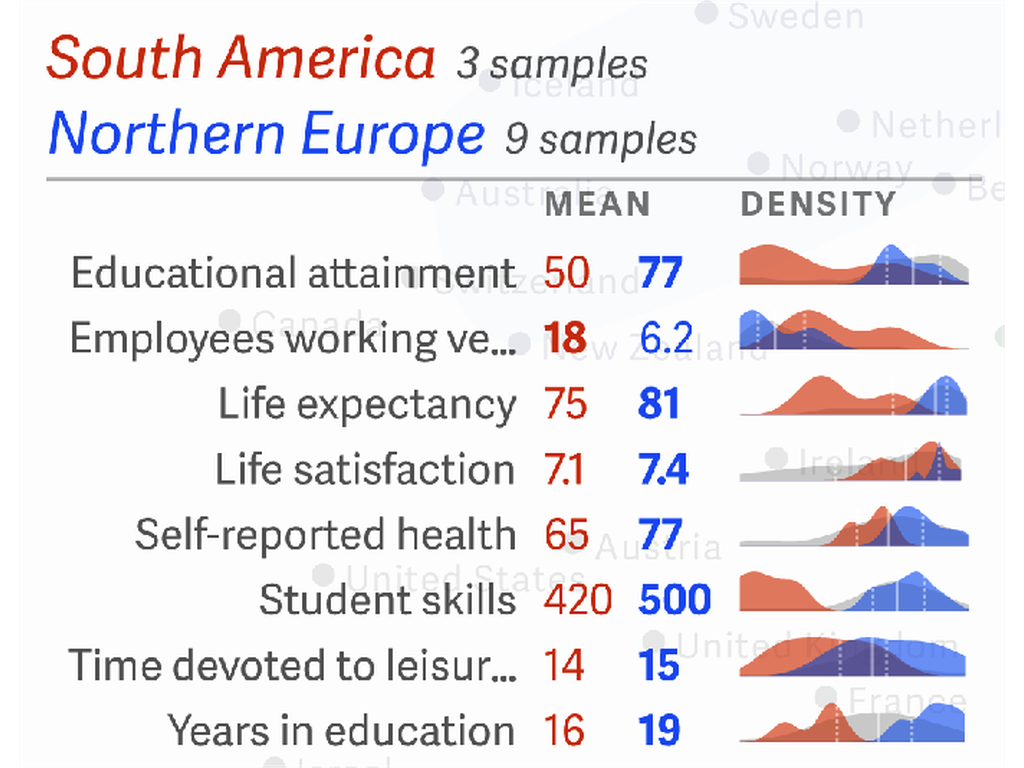 Sweden
South America 3 samples
Iceland
Northern Europe 9 samples
Netherl
Norway
Australia
Be
MEAN DENSITY
Educational attainment 50 77
Switzerland
Canada
Employees working ve... 18 6.2
New Zealand
Life expectancy 75 81
Life satisfaction 7.1 7.4
Ireland
Self-reported health 65 77
Austria
United States
Student skills 420 500
United Kingdom
Time devoted to leisur... 14 15
France
Years in education 16 19
Israel